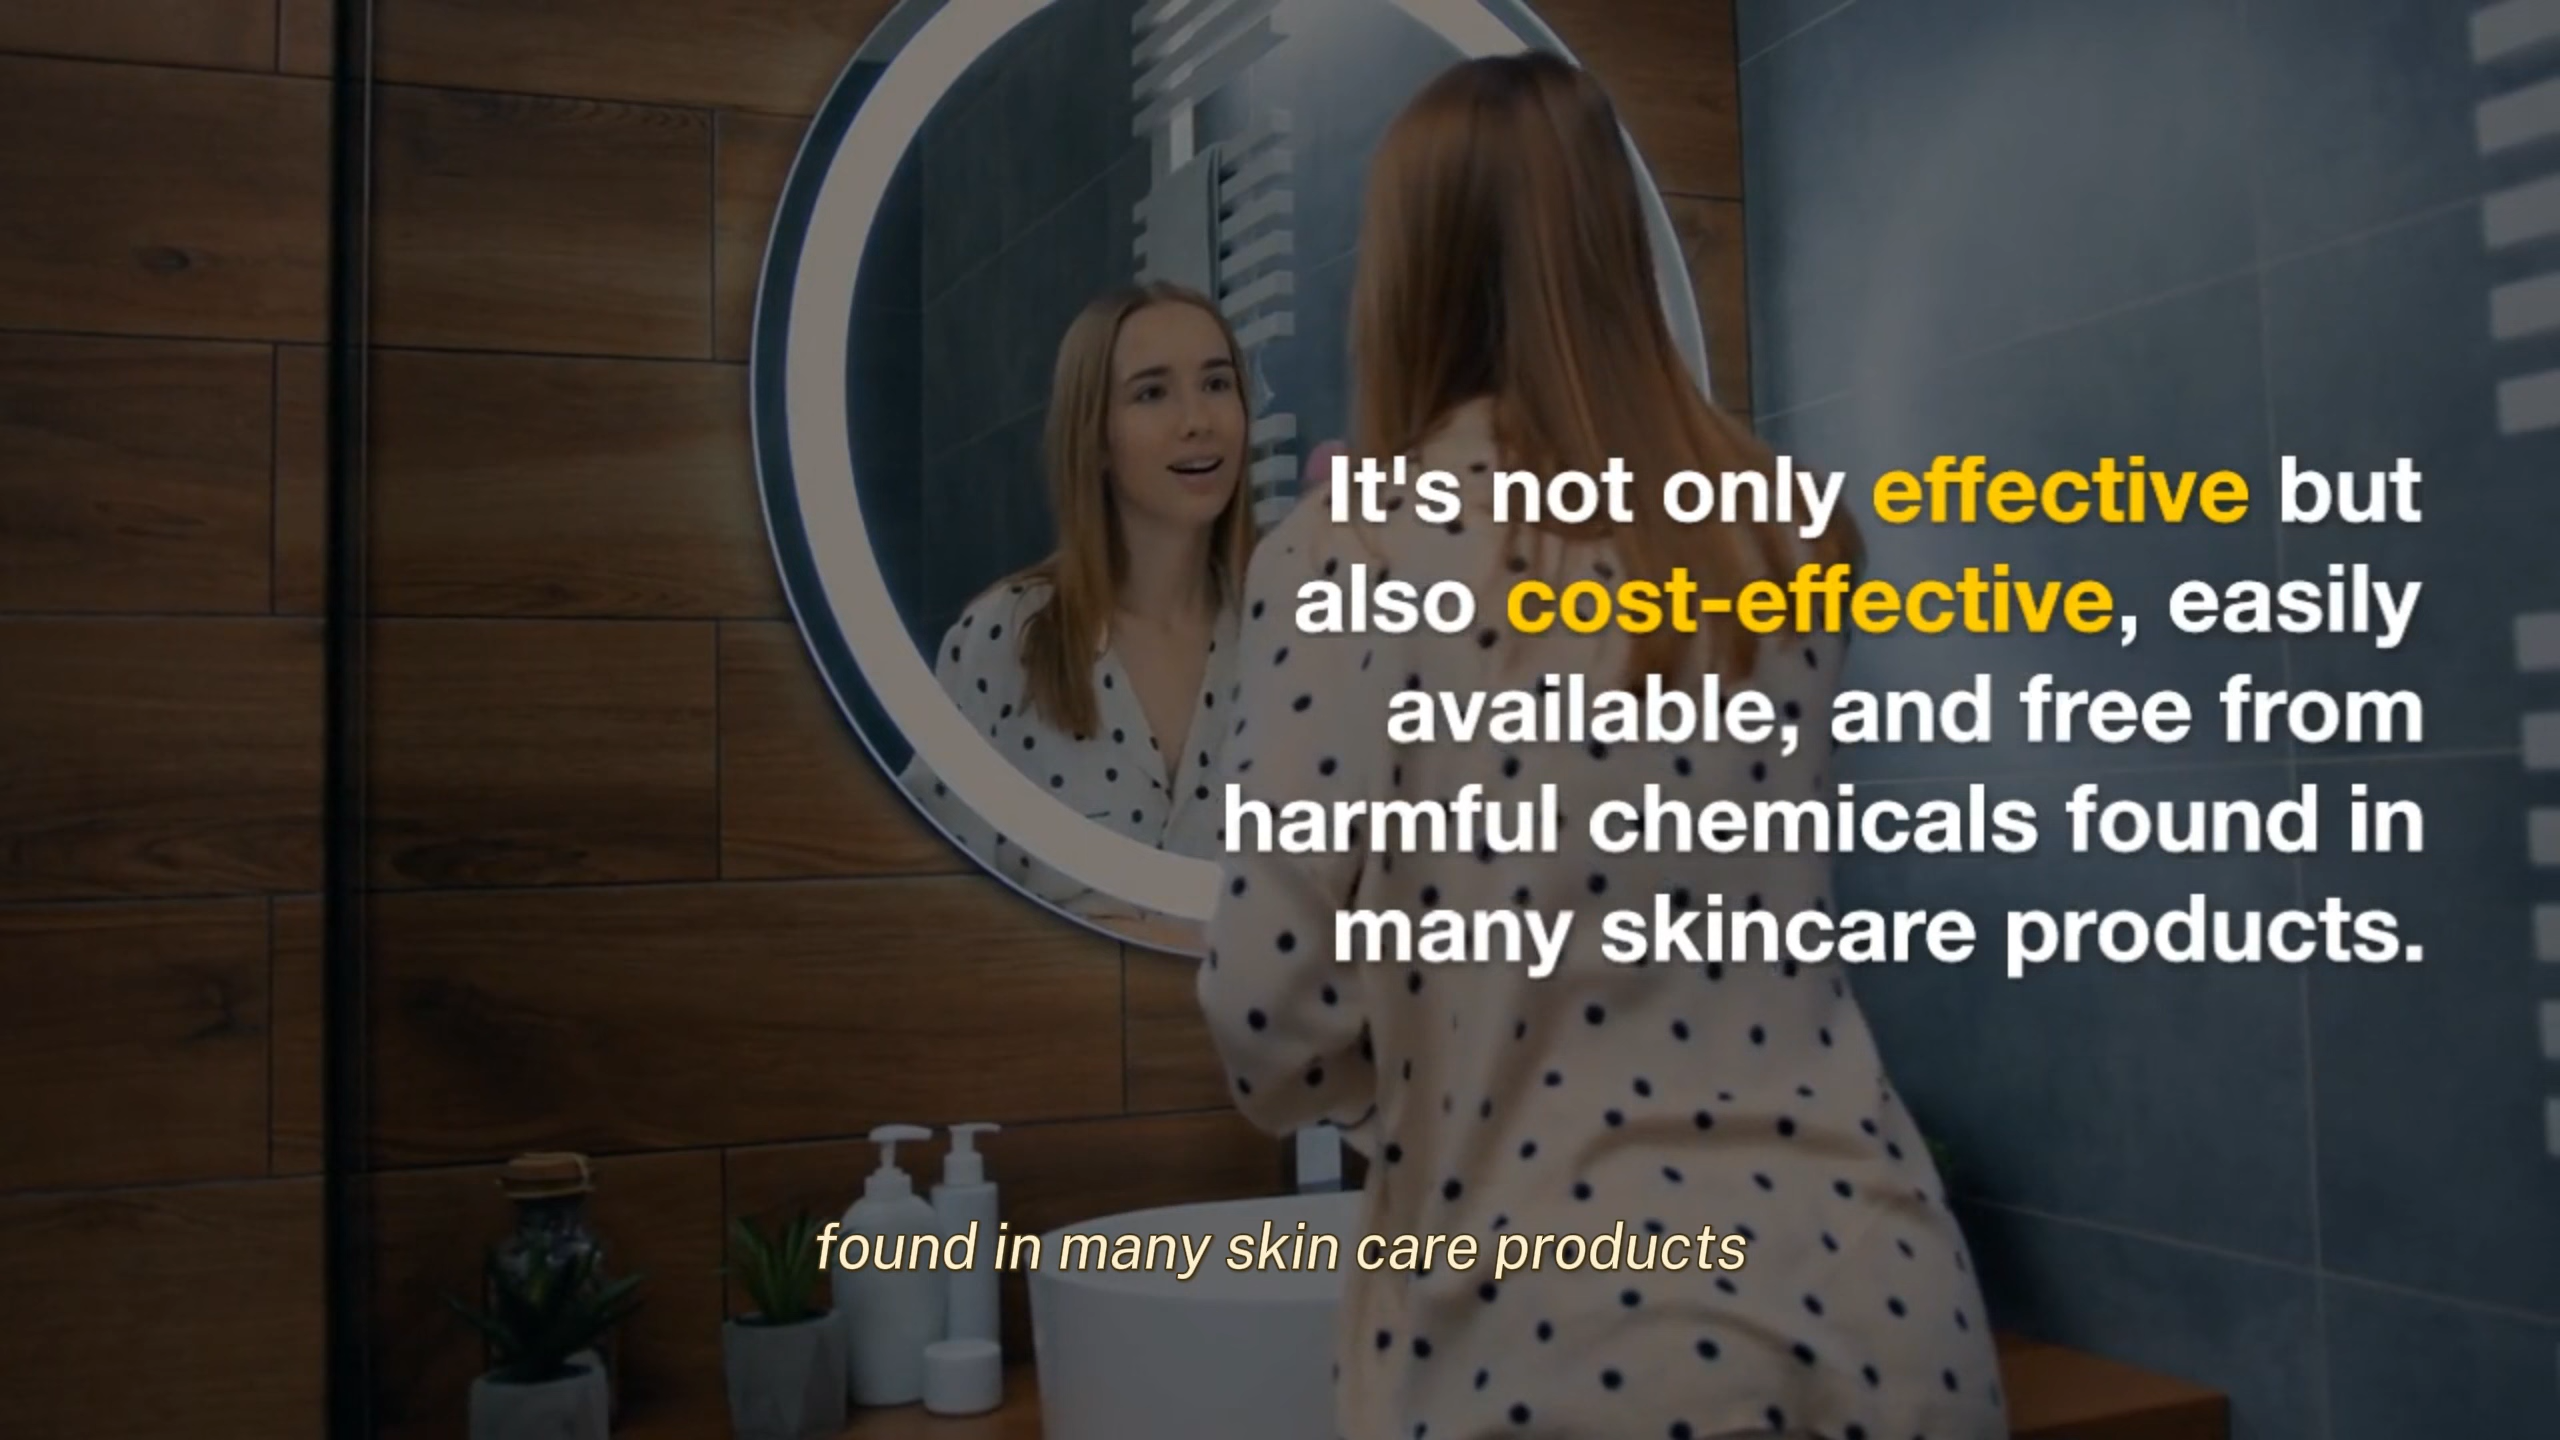 It's not only effective but
also cost-effective, easily
available, and free from
harmful chemicals found in
many skincare products.
found in many skin care products